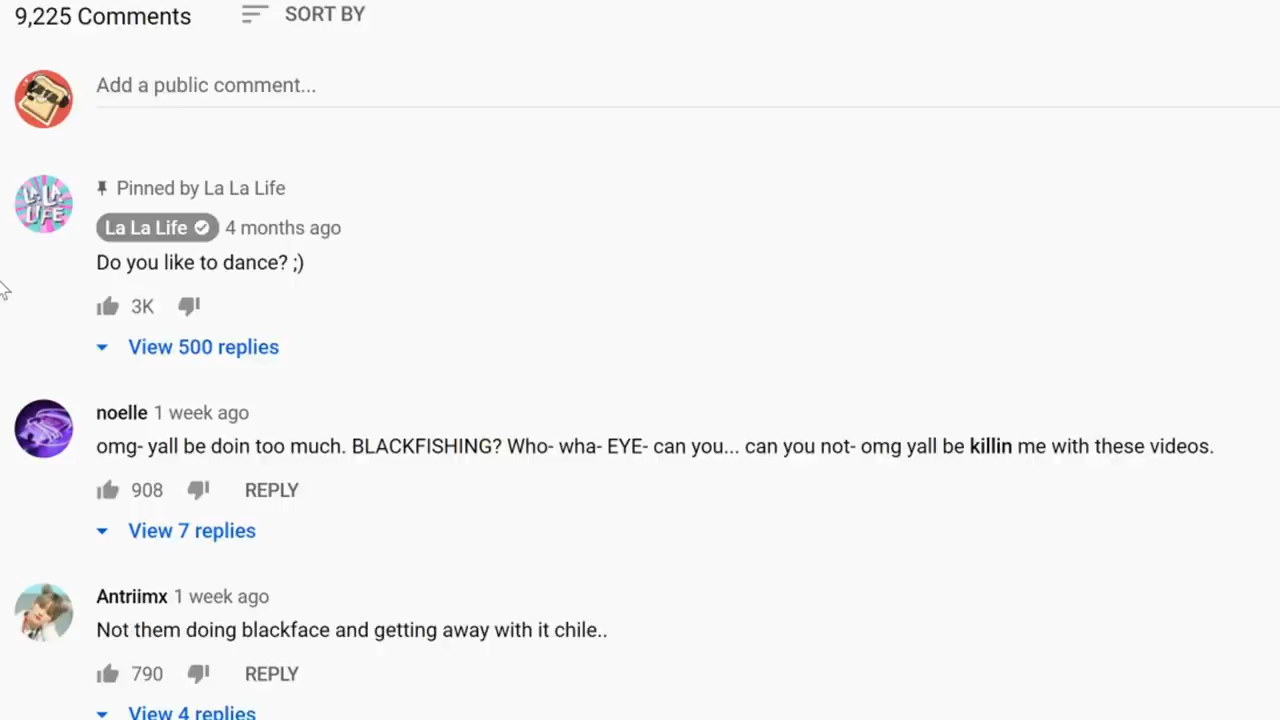 9,225 Comments SORT BY
Add a public comment...
LA LA
LIFE
Pinned by La La Life
La La Life 4 months ago
Do you like to dance? ;)
3K
View 500 replies
noelle 1 week ago
omg- yall be doin too much. BLACKFISHING? Who- wha- EYE- can you... can you not- omg yall be killin me with these videos.
908 REPLY
View 7 replies
Antriimx 1 week ago
Not them doing blackface and getting away with it chile..
790 REPLY
View 4 replies